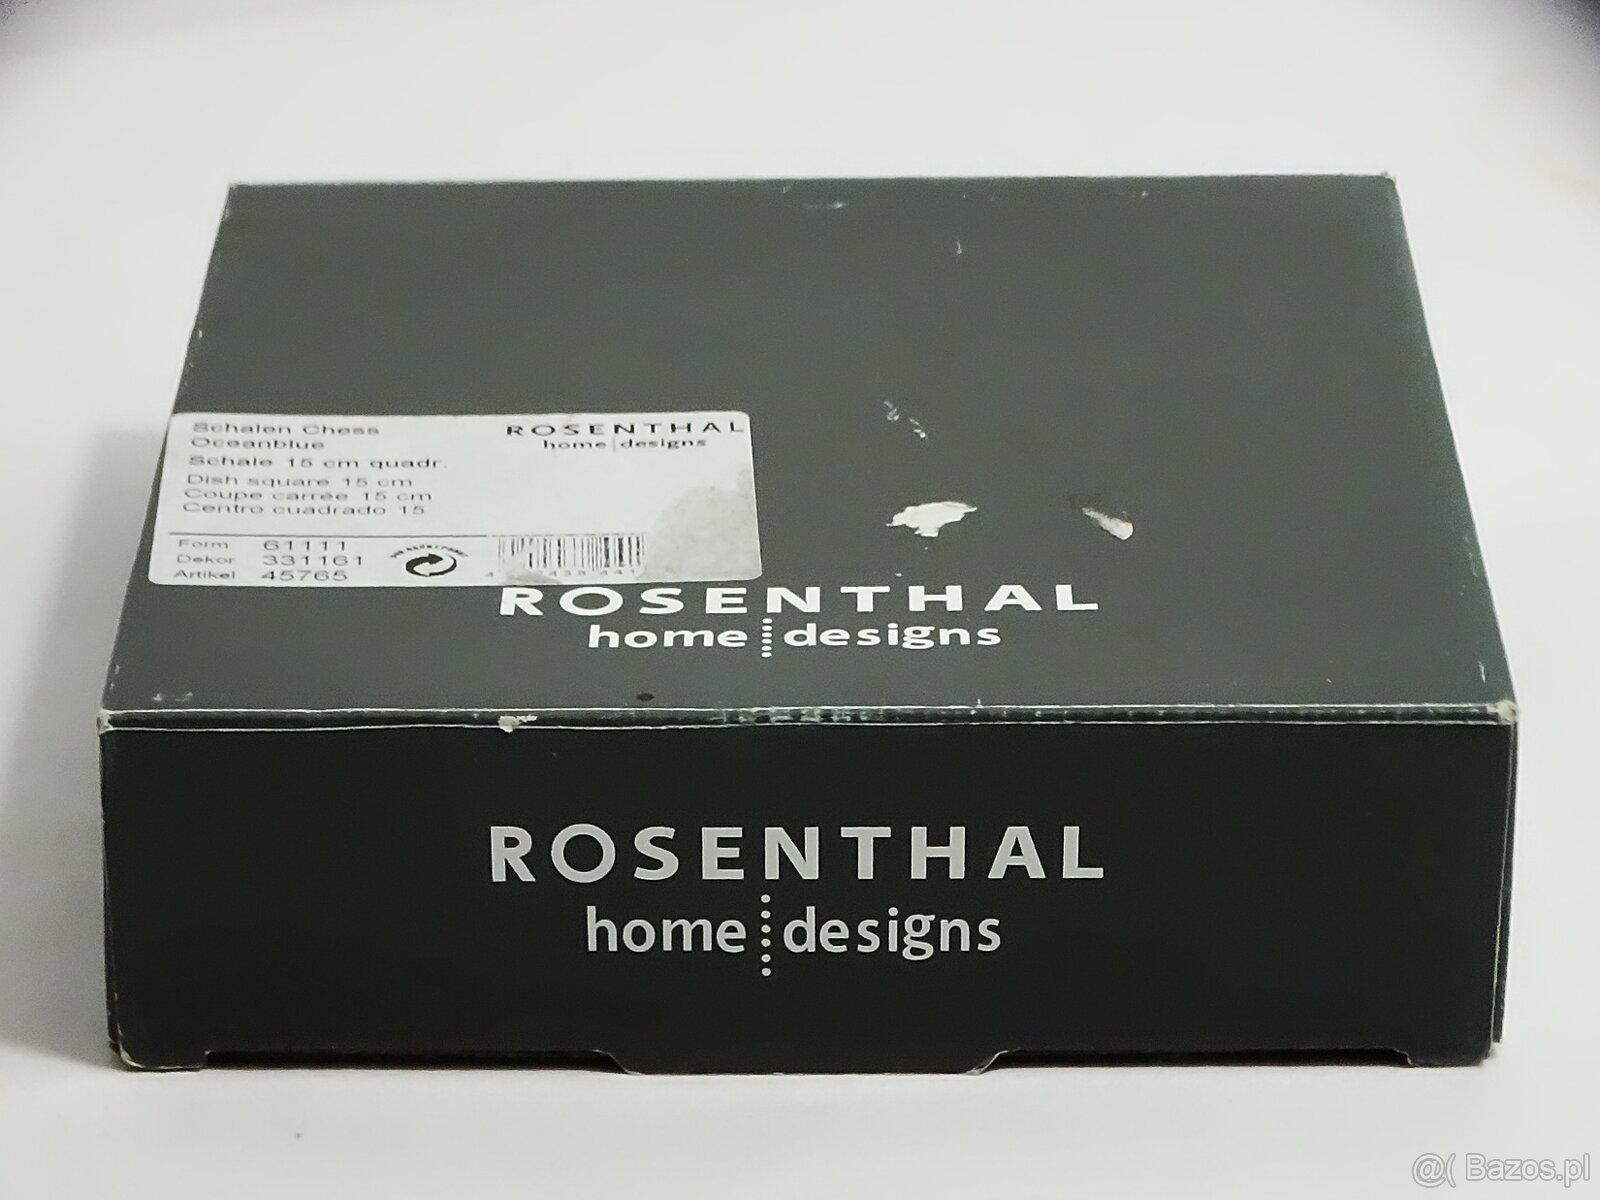 Schalen Chess
Oceanblue
Schale 15 cm quadr.
Dish square 15 cm
Coupe carrée 15 cm
Centro cuadrado 15
ROSENTHAL
home designs
Form 61111
Dekor 331161
Artikel 45765
ROSENTHAL
home designs
ROSENTHAL
home designs
@( Bazos.pl